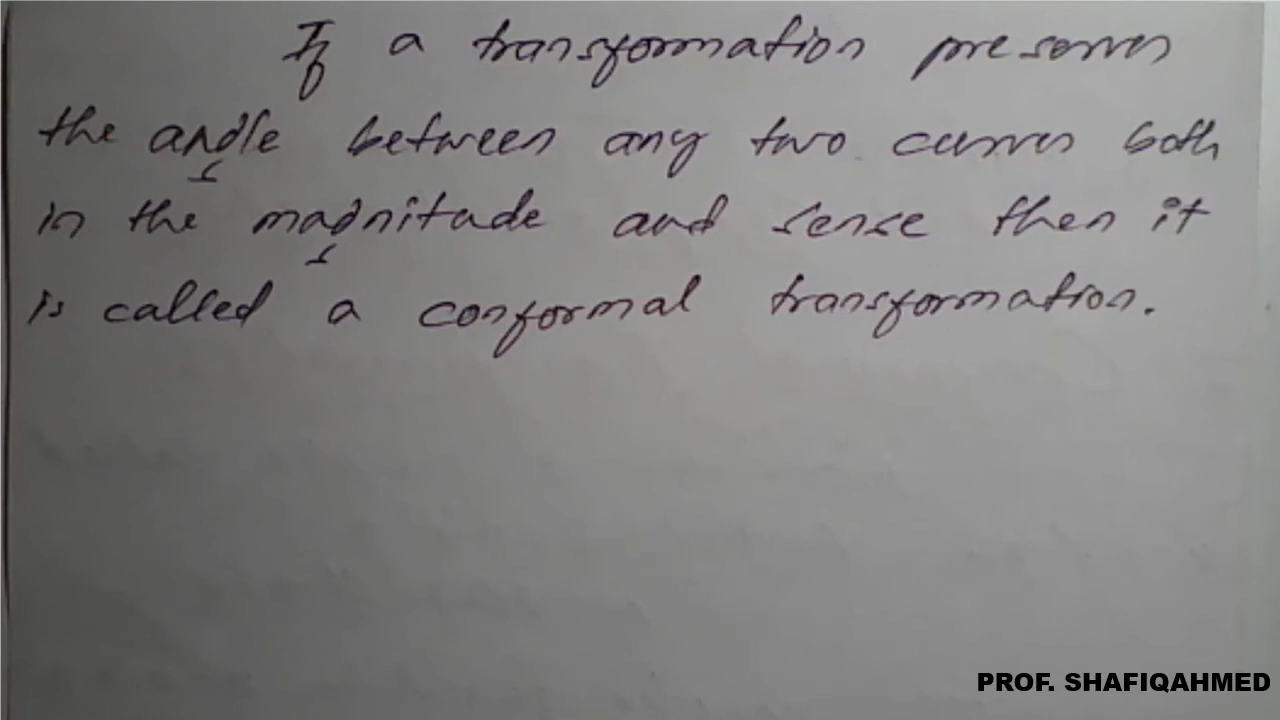 If a transformation preserves
the angle between any two curves both
in the magnitude and sense then it
is called a conformal transformation.
PROF. SHAFIQAHMED